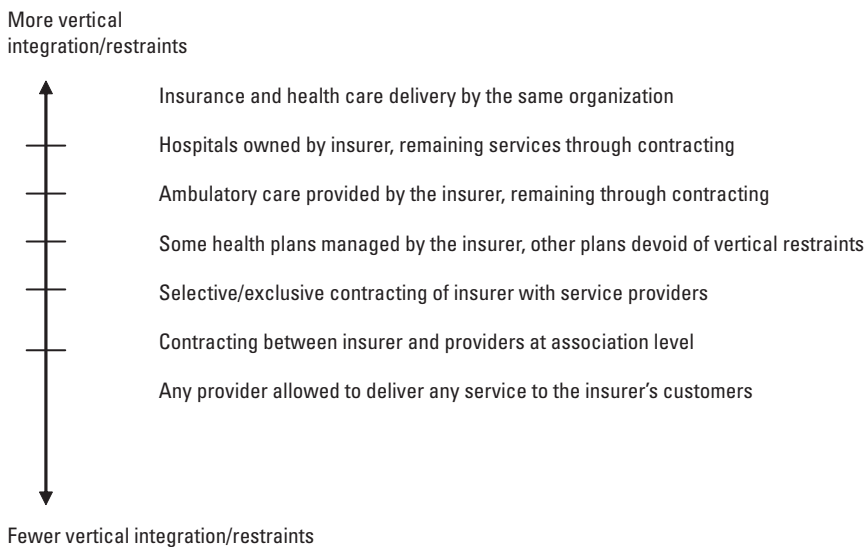 More vertical
integration/restraints
Insurance and health care delivery by the same organization
Hospitals owned by insurer, remaining services through contracting
Ambulatory care provided by the insurer, remaining through contracting
Some health plans managed by the insurer, other plans devoid of vertical restraints
Selective/exclusive contracting of insurer with service providers
Contracting between insurer and providers at association level
Any provider allowed to deliver any service to the insurer's customers
Fewer vertical integration/restraints